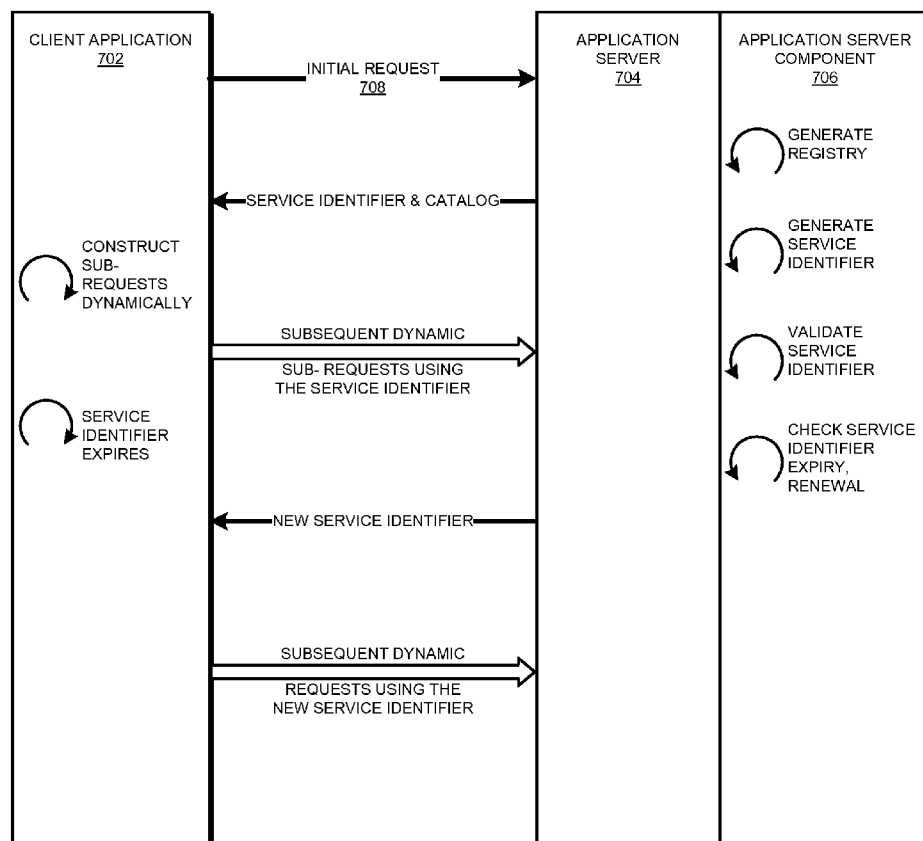 CLIENT APPLICATION
702
INITIAL REQUEST
708
APPLICATION
SERVER
704
APPLICATION SERVER
COMPONENT
706
GENERATE
REGISTRY
SERVICE IDENTIFIER & CATALOG
GENERATE
SERVICE
IDENTIFIER
CONSTRUCT
SUB-
REQUESTS
DYNAMICALLY
SUBSEQUENT DYNAMIC
SUB- REQUESTS USING
THE SERVICE IDENTIFIER
VALIDATE
SERVICE
IDENTIFIER
SERVICE
IDENTIFIER
EXPIRES
CHECK SERVICE
IDENTIFIER
EXPIRY,
RENEWAL
NEW SERVICE IDENTIFIER
SUBSEQUENT DYNAMIC
REQUESTS USING THE
NEW SERVICE IDENTIFIER